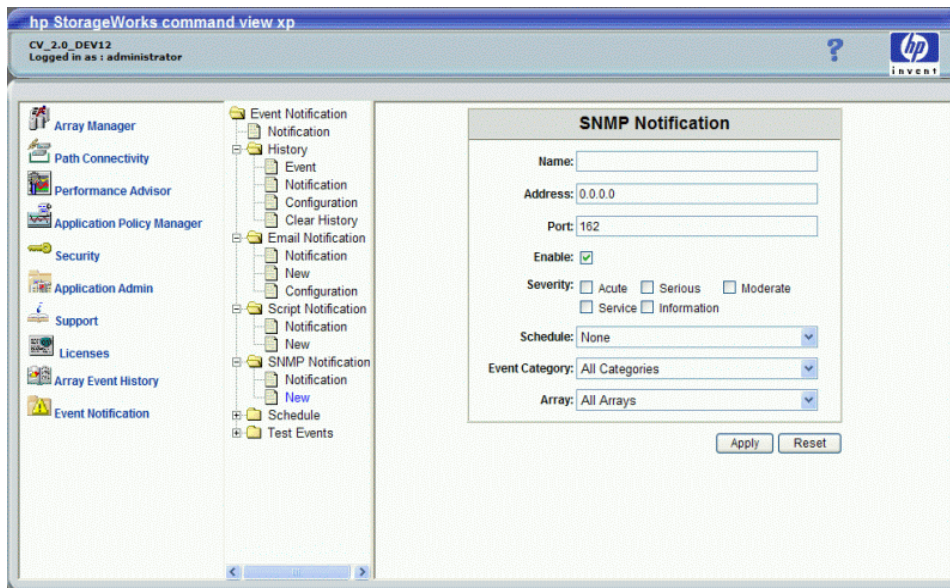 hp StorageWorks command view xp
CV_2.0_DEV12
Logged in as : administrator
?
hp
invent
Array Manager
Path Connectivity
Performance Advisor
Application Policy Manager
Security
Application Admin
Support
Licenses
Array Event History
Event Notification
Event Notification
Notification
History
Event
Notification
Configuration
Clear History
Email Notification
Notification
New
Configuration
Script Notification
Notification
New
SNMP Notification
Notification
New
Schedule
Test Events
SNMP Notification
Name:
Address: 0.0.0.0
Port: 162
Enable:
Severity: Acute Serious Moderate
Service Information
Schedule: None
Event Category: All Categories
Array: All Arrays
Apply Reset